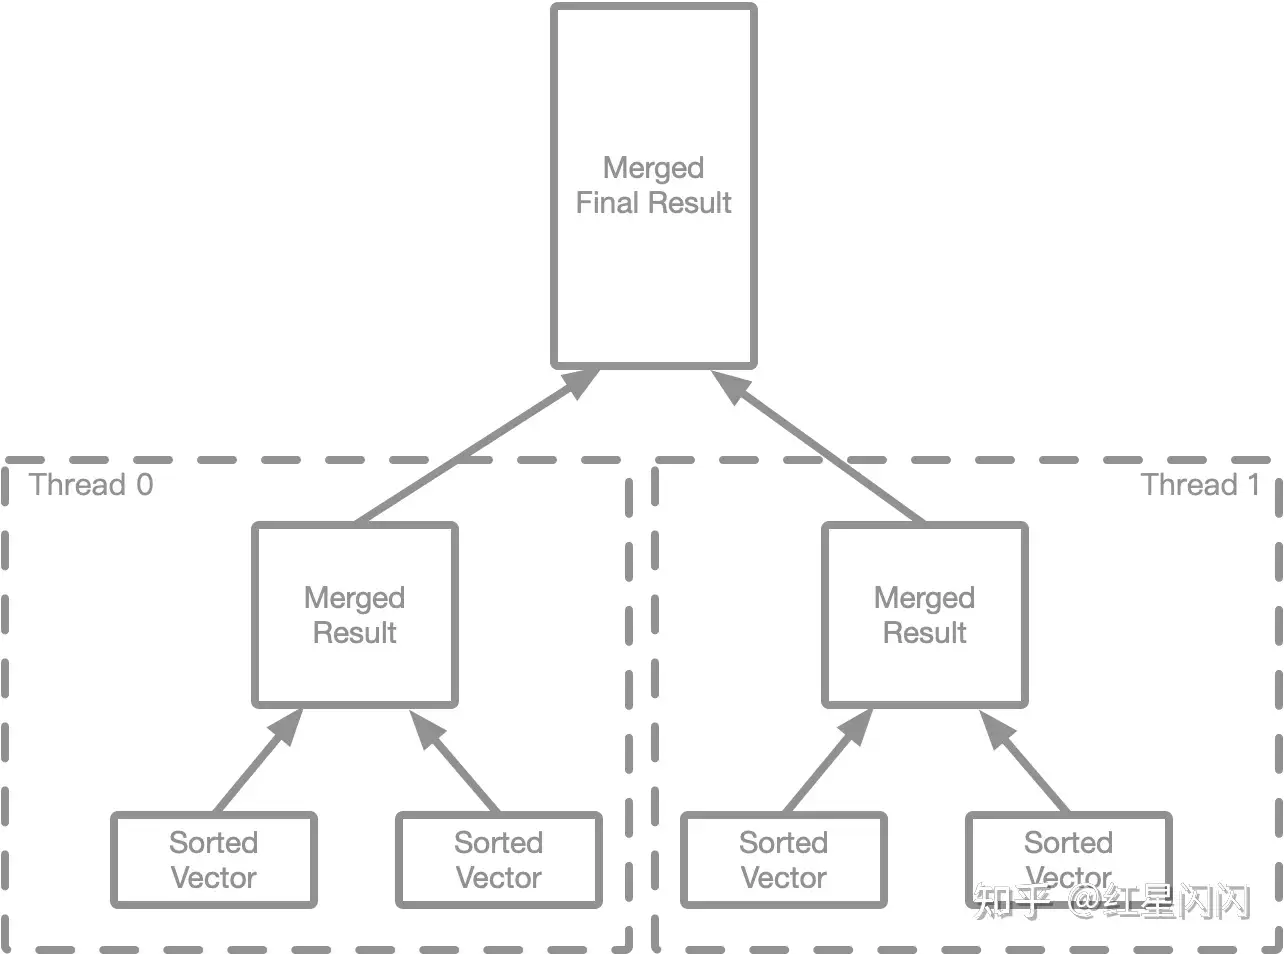 Merged
Final Result
Thread 0
Thread 1
Merged
Result
Merged
Result
Sorted
Vector
Sorted
Vector
Sorted
Vector
Sorted
Vector
知乎 @红星闪闪